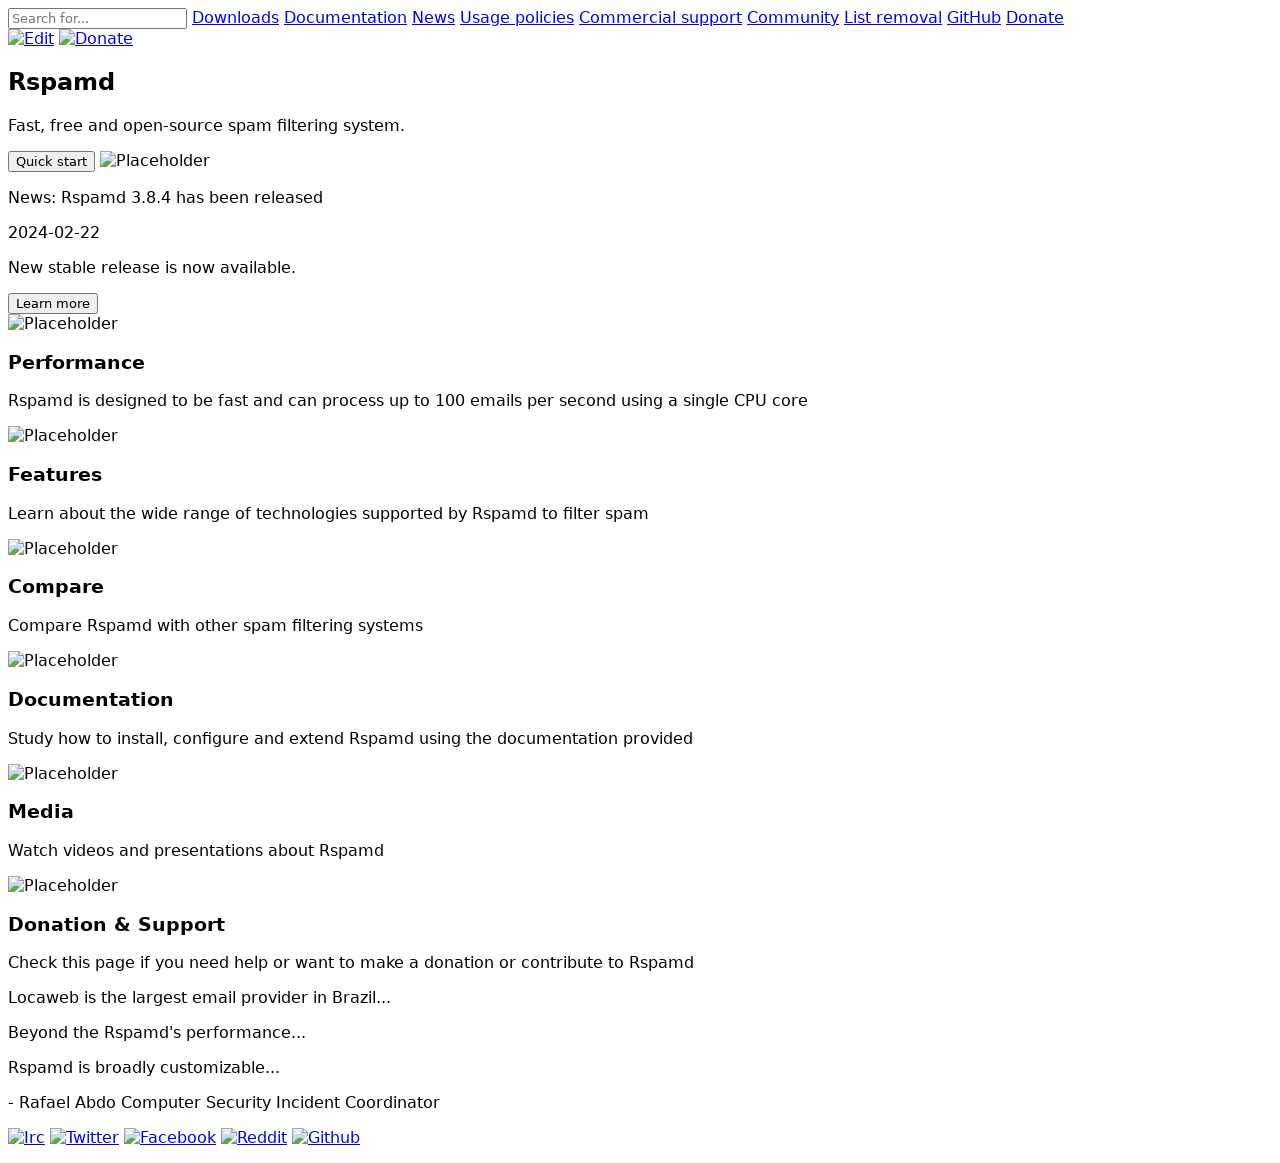 Search for... Downloads Documentation News Usage policies Commercial support Community List removal GitHub Donate
Edit Donate
Rspamd
Fast, free and open-source spam filtering system.
Quick start Placeholder
News: Rspamd 3.8.4 has been released
2024-02-22
New stable release is now available.
Learn more
Placeholder
Performance
Rspamd is designed to be fast and can process up to 100 emails per second using a single CPU core
Placeholder
Features
Learn about the wide range of technologies supported by Rspamd to filter spam
Placeholder
Compare
Compare Rspamd with other spam filtering systems
Placeholder
Documentation
Study how to install, configure and extend Rspamd using the documentation provided
Placeholder
Media
Watch videos and presentations about Rspamd
Placeholder
Donation & Support
Check this page if you need help or want to make a donation or contribute to Rspamd
Locaweb is the largest email provider in Brazil...
Beyond the Rspamd's performance...
Rspamd is broadly customizable...
- Rafael Abdo Computer Security Incident Coordinator
Irc Twitter Facebook Reddit Github